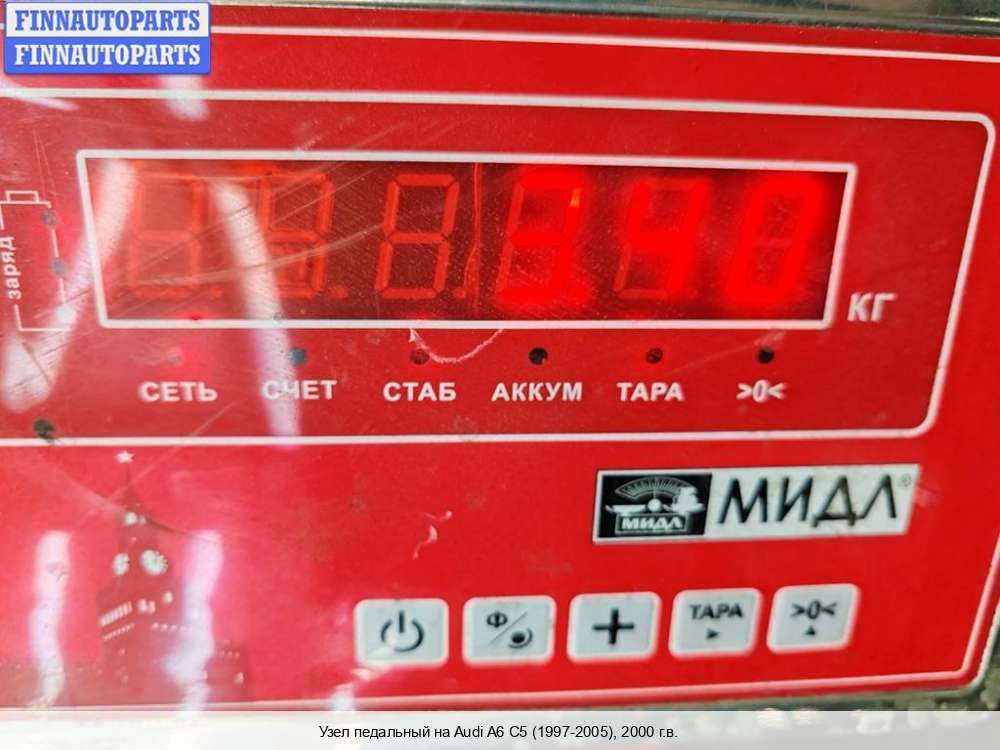 FINNAUTOPARTS
FINNAUTOPARTS
заряд
КГ
СЕТЬ СЧЕТ СТАБ АККУМ ТАРА >0<
МИДЛ МИДЛ®
Ф ТАРА >0<
Узел педальный на Audi A6 C5 (1997-2005), 2000 г.в.